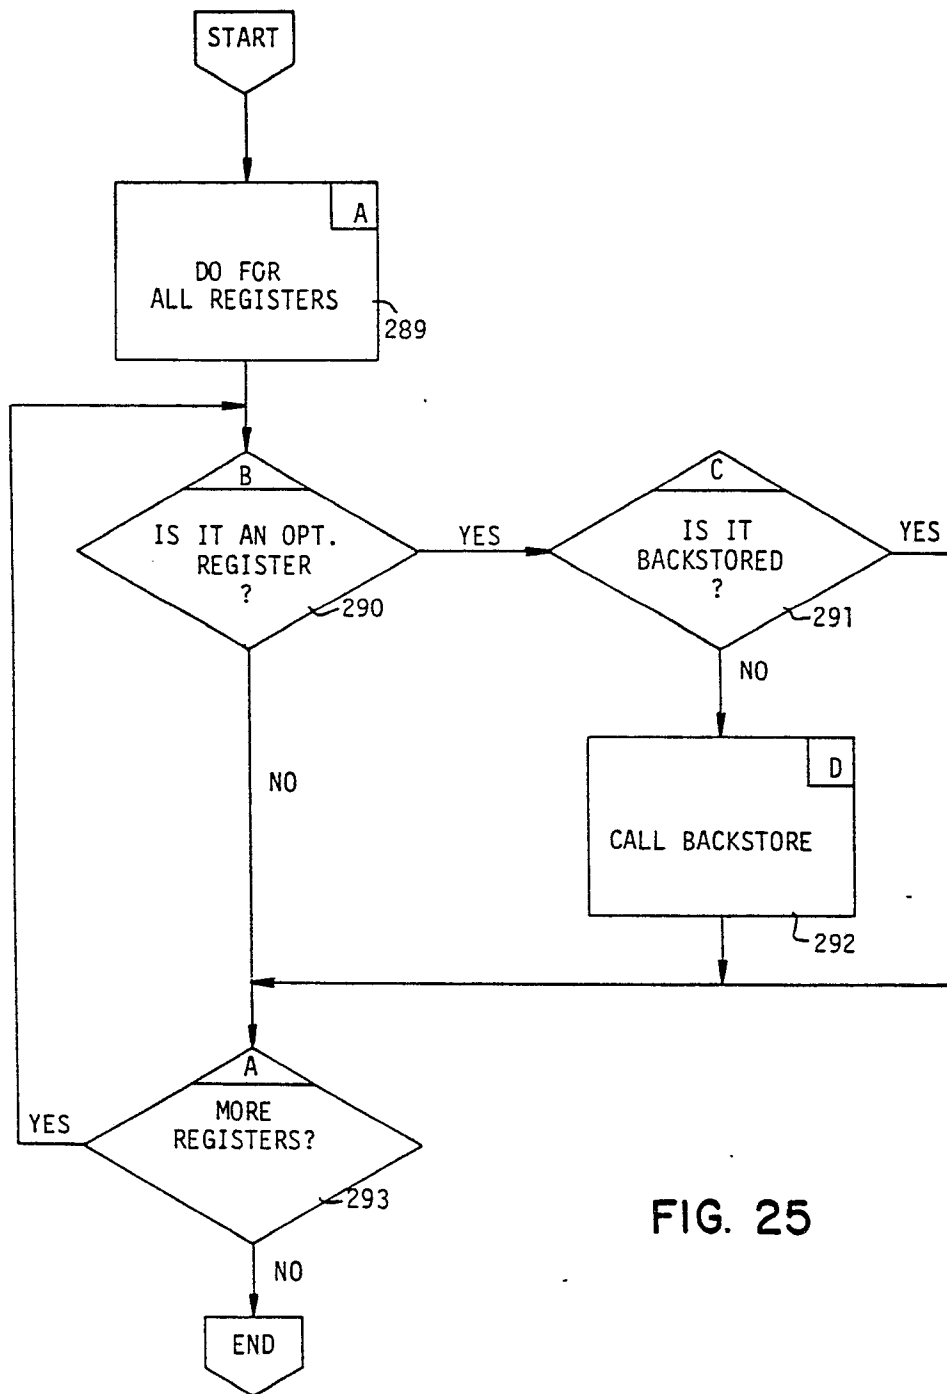 START
A
DO FOR
ALL REGISTERS
289
B
IS IT AN OPT.
REGISTER
?
290
YES
C
IS IT
BACKSTORED
?
291
YES
NO
NO
D
CALL BACKSTORE
292
A
MORE
REGISTERS?
293
YES
NO
END
FIG. 25